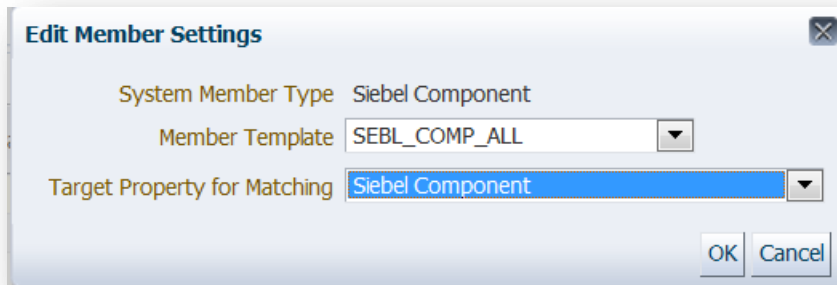 Edit Member Settings
System Member Type Siebel Component
Member Template SEBL_COMP_ALL
Target Property for Matching Siebel Component
OK Cancel